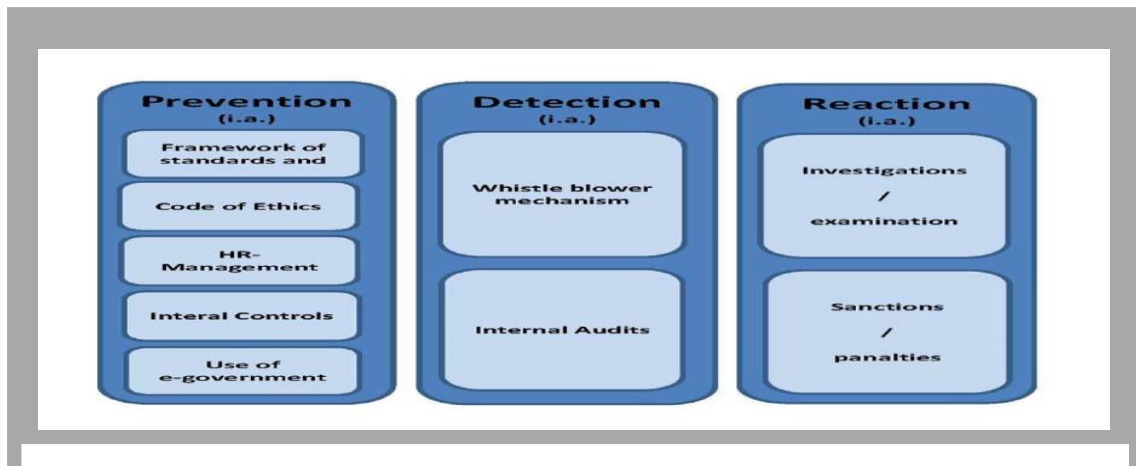 Prevention
(i.a.)
Framework of
standards and
Code of Ethics
HR-
Management
Interal Controls
Use of
e-government
Detection
(i.a.)
Whistle blower
mechanism
Internal Audits
Reaction
(i.a.)
Investigations
/
examination
Sanctions
/
panalties